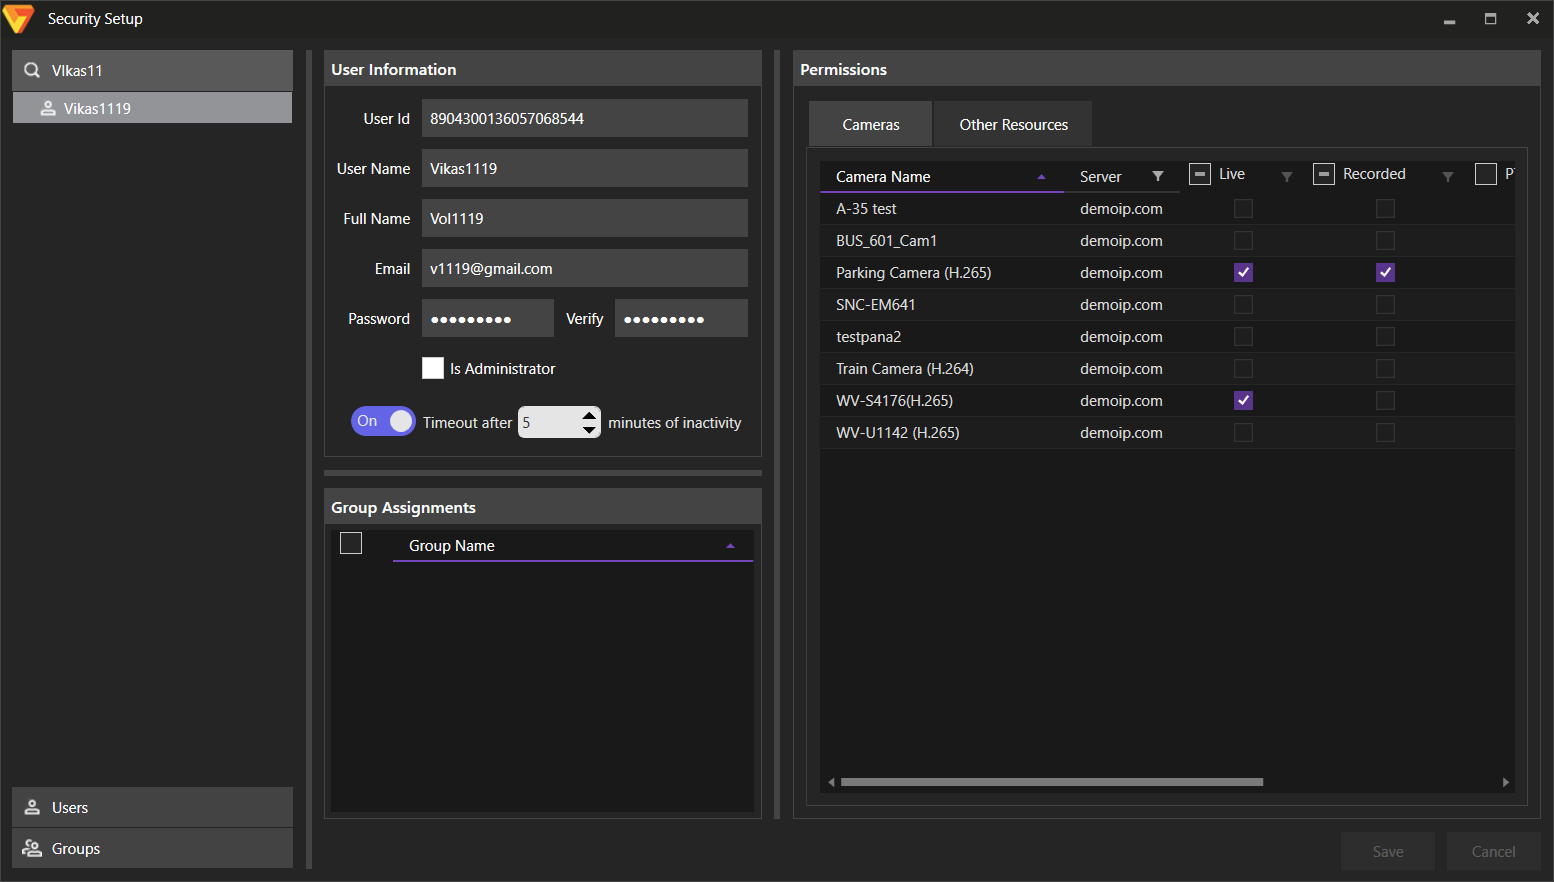 Security Setup
VIkas11
Vikas1119
Users
Groups
User Information
User Id 8904300136057068544
User Name Vikas1119
Full Name Vol1119
Email v1119@gmail.com
Password ●●●●●●●●● Verify ●●●●●●●●●
Is Administrator
On Timeout after 5 minutes of inactivity
Group Assignments
Group Name
Permissions
Cameras Other Resources
Camera Name Server Live Recorded
A-35 test demoip.com
BUS_601_Cam1 demoip.com
Parking Camera (H.265) demoip.com
SNC-EM641 demoip.com
testpana2 demoip.com
Train Camera (H.264) demoip.com
WV-S4176(H.265) demoip.com
WV-U1142 (H.265) demoip.com
Save Cancel